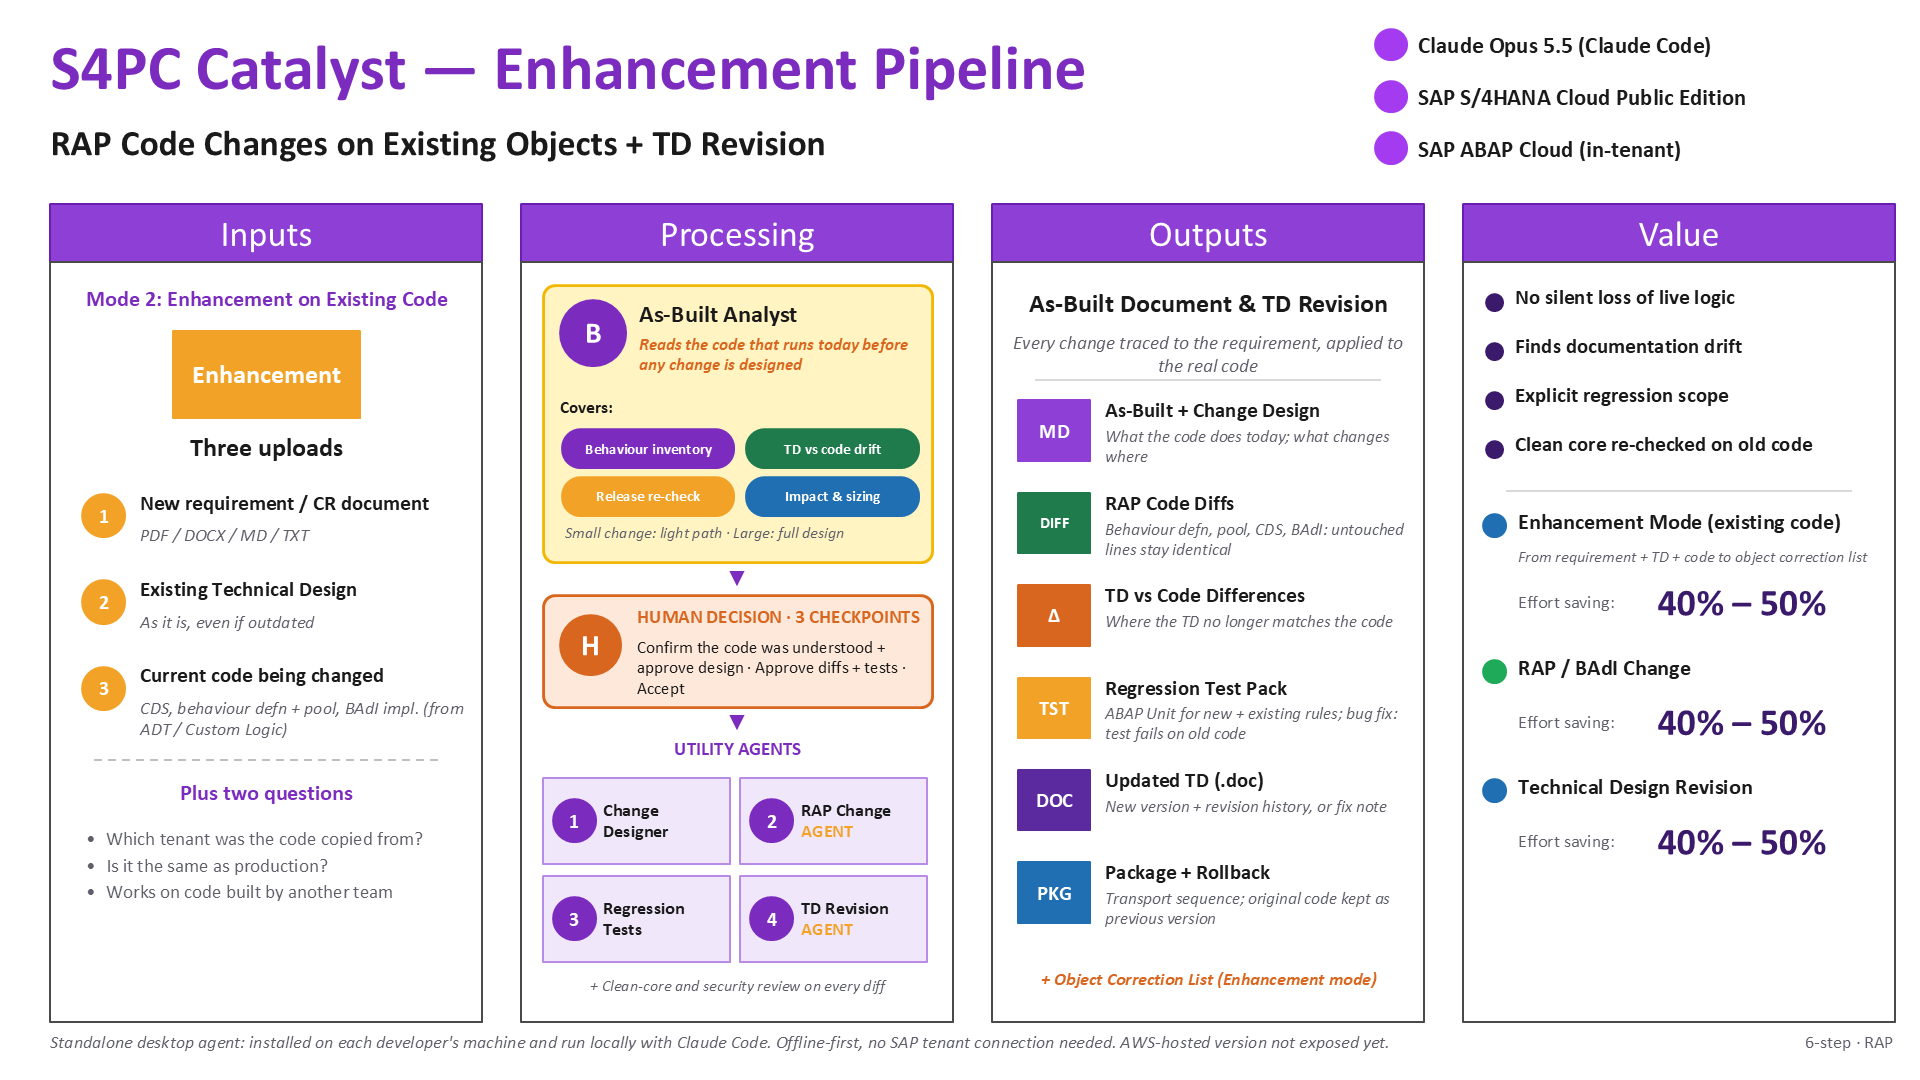 S4PC Catalyst — Enhancement Pipeline
RAP Code Changes on Existing Objects + TD Revision
Claude Opus 5.5 (Claude Code)
SAP S/4HANA Cloud Public Edition
SAP ABAP Cloud (in-tenant)
Inputs
Mode 2: Enhancement on Existing Code
Enhancement
Three uploads
1
New requirement / CR document
PDF / DOCX / MD / TXT
2
Existing Technical Design
As it is, even if outdated
3
Current code being changed
CDS, behaviour defn + pool, BAdI impl. (from
ADT / Custom Logic)
Plus two questions
• Which tenant was the code copied from?
• Is it the same as production?
• Works on code built by another team
Processing
B
As-Built Analyst
Reads the code that runs today before
any change is designed
Covers:
Behaviour inventory
TD vs code drift
Release re-check
Impact & sizing
Small change: light path · Large: full design
H
HUMAN DECISION · 3 CHECKPOINTS
Confirm the code was understood +
approve design · Approve diffs + tests ·
Accept
UTILITY AGENTS
1
Change
Designer
2
RAP Change
AGENT
3
Regression
Tests
4
TD Revision
AGENT
+ Clean-core and security review on every diff
Outputs
As-Built Document & TD Revision
Every change traced to the requirement, applied to
the real code
MD
As-Built + Change Design
What the code does today; what changes
where
DIFF
RAP Code Diffs
Behaviour defn, pool, CDS, BAdI: untouched
lines stay identical
Δ
TD vs Code Differences
Where the TD no longer matches the code
TST
Regression Test Pack
ABAP Unit for new + existing rules; bug fix:
test fails on old code
DOC
Updated TD (.doc)
New version + revision history, or fix note
PKG
Package + Rollback
Transport sequence; original code kept as
previous version
+ Object Correction List (Enhancement mode)
Value
No silent loss of live logic
Finds documentation drift
Explicit regression scope
Clean core re-checked on old code
Enhancement Mode (existing code)
From requirement + TD + code to object correction list
Effort saving: 40% – 50%
RAP / BAdI Change
Effort saving: 40% – 50%
Technical Design Revision
Effort saving: 40% – 50%
Standalone desktop agent: installed on each developer's machine and run locally with Claude Code. Offline-first, no SAP tenant connection needed. AWS-hosted version not exposed yet.
6-step · RAP